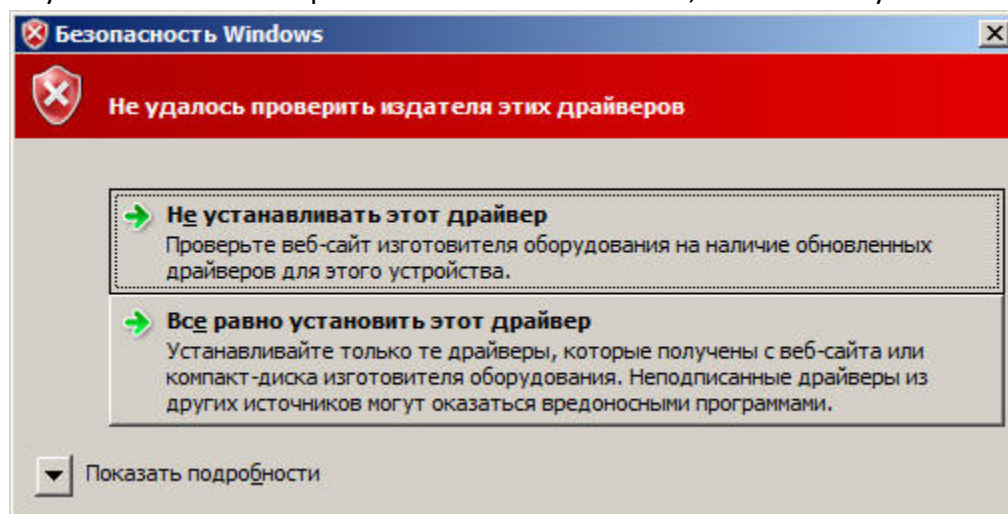 Безопасность Windows
Не удалось проверить издателя этих драйверов
Не устанавливать этот драйвер
Проверьте веб-сайт изготовителя оборудования на наличие обновленных
драйверов для этого устройства.
Все равно установить этот драйвер
Устанавливайте только те драйверы, которые получены с веб-сайта или
компакт-диска изготовителя оборудования. Неподписанные драйверы из
других источников могут оказаться вредоносными программами.
Показать подробности